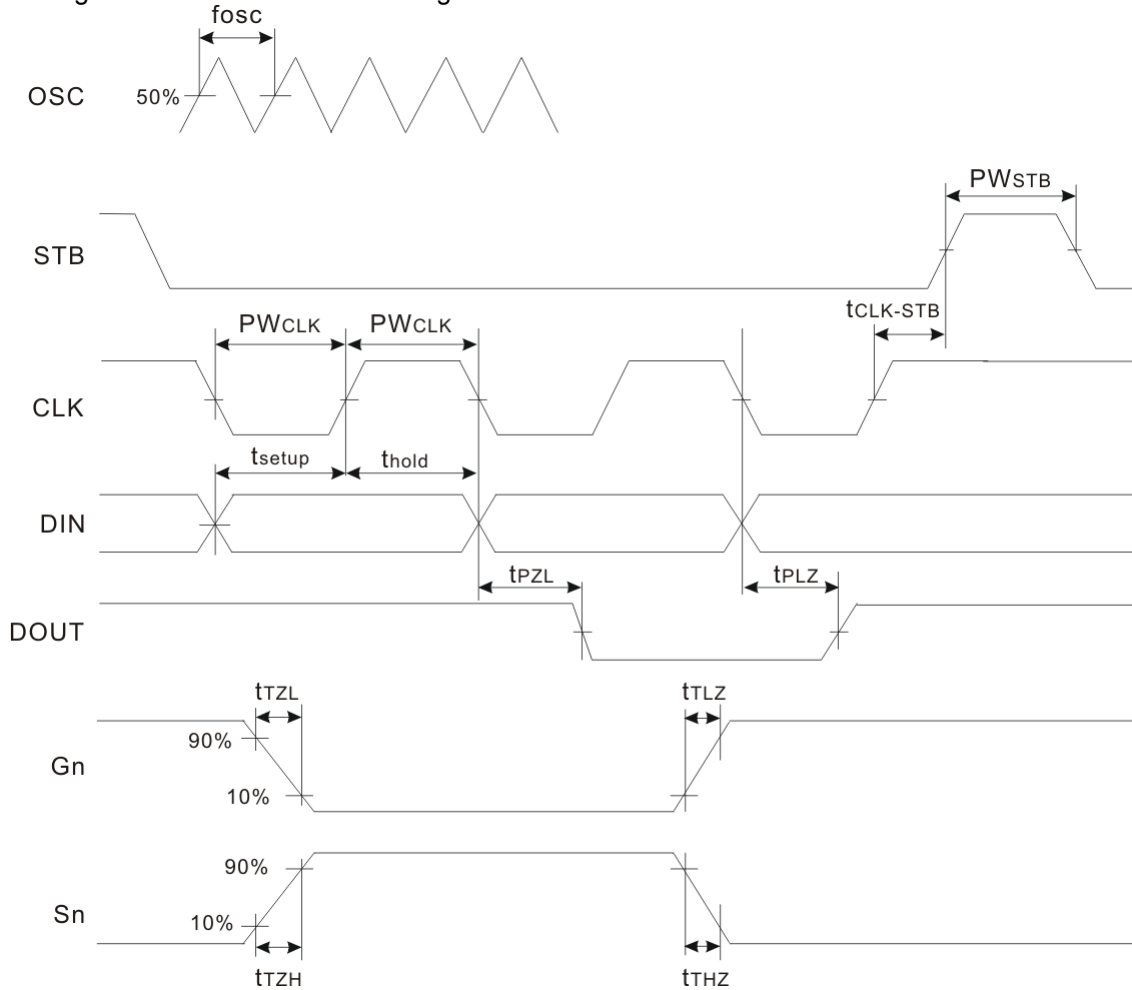 fosc
OSC
50%
PWSTB
STB
tCLK-STB
PWCLK
PWCLK
CLK
tsetup
thold
DIN
tPZL
tPLZ
DOUT
tTZL
tTLZ
90%
Gn
10%
90%
Sn
10%
tTZH
tTHZ